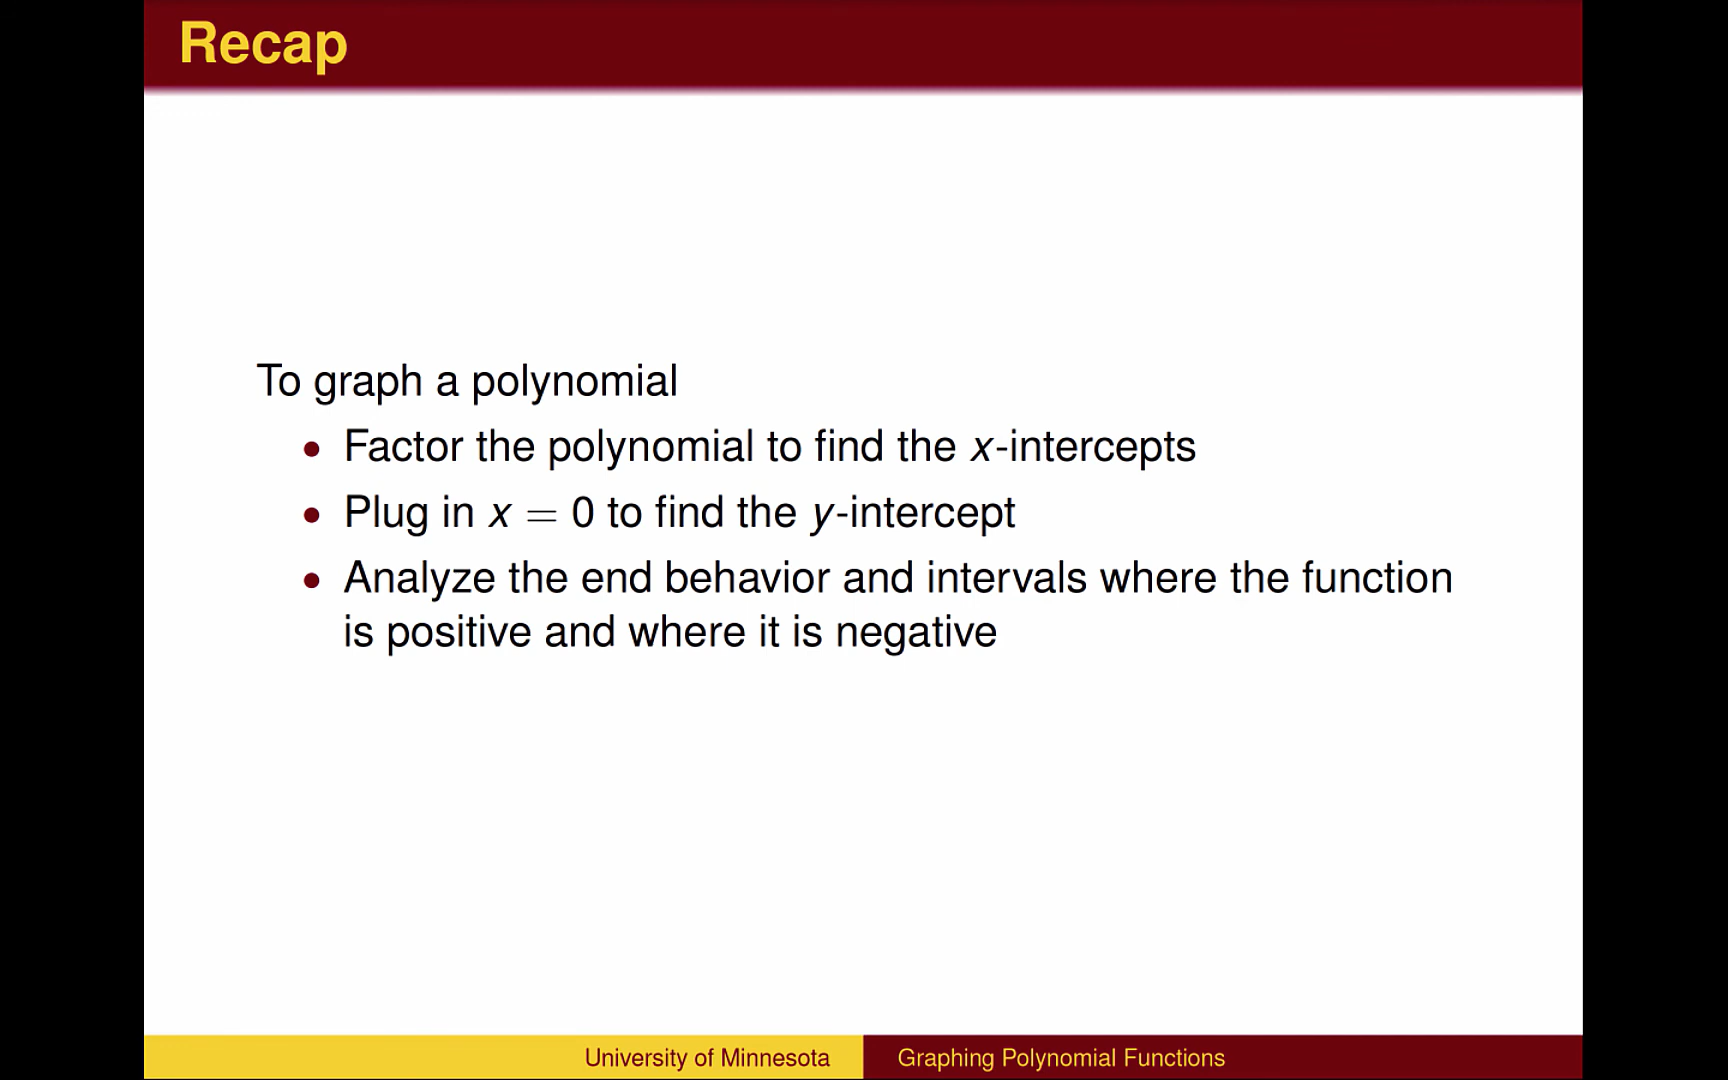 Recap
To graph a polynomial
• Factor the polynomial to find the x-intercepts
• Plug in x = 0 to find the y-intercept
• Analyze the end behavior and intervals where the function
is positive and where it is negative
University of Minnesota
Graphing Polynomial Functions